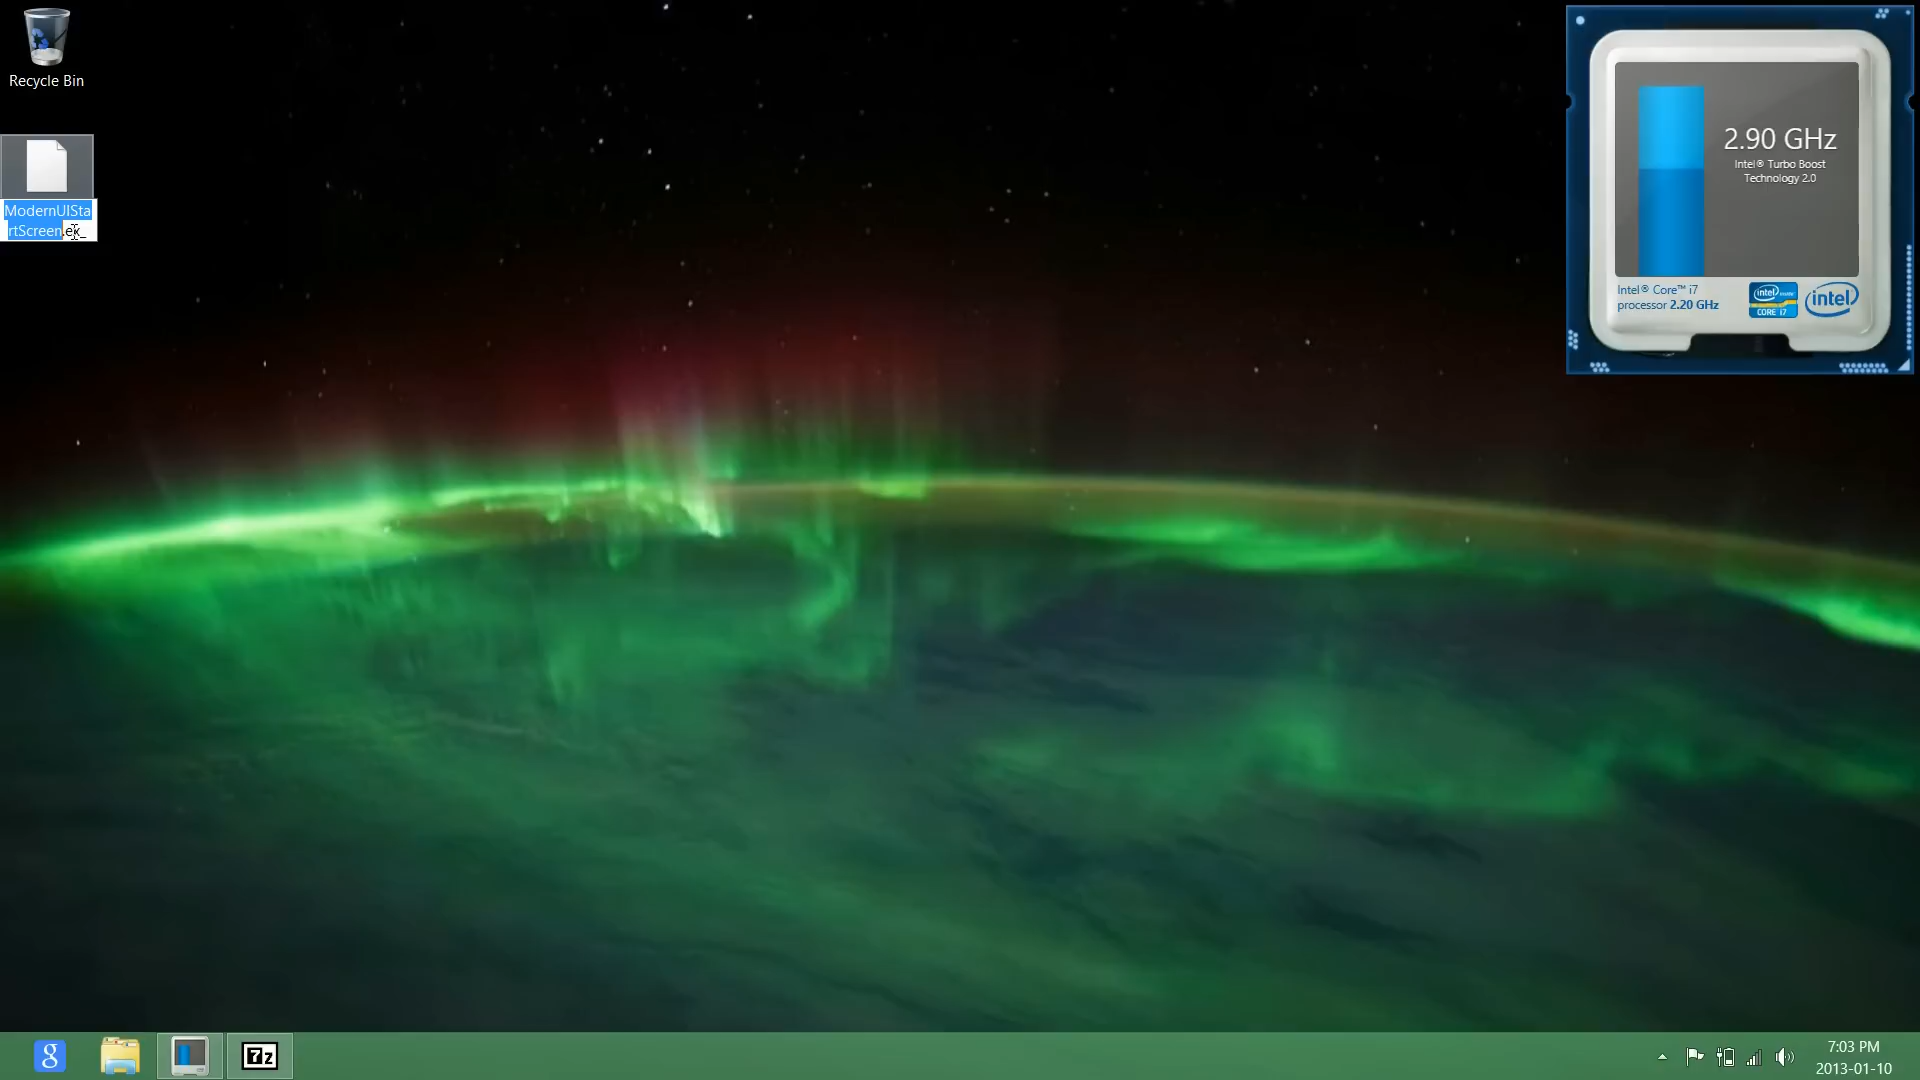 Recycle Bin
ModernUISta
rtScreen.ex_
2.90 GHz
Intel® Turbo Boost
Technology 2.0
Intel® Core™ i7
processor 2.20 GHz
intel inside
CORE i7
intel
g
7z
7:03 PM
2013-01-10